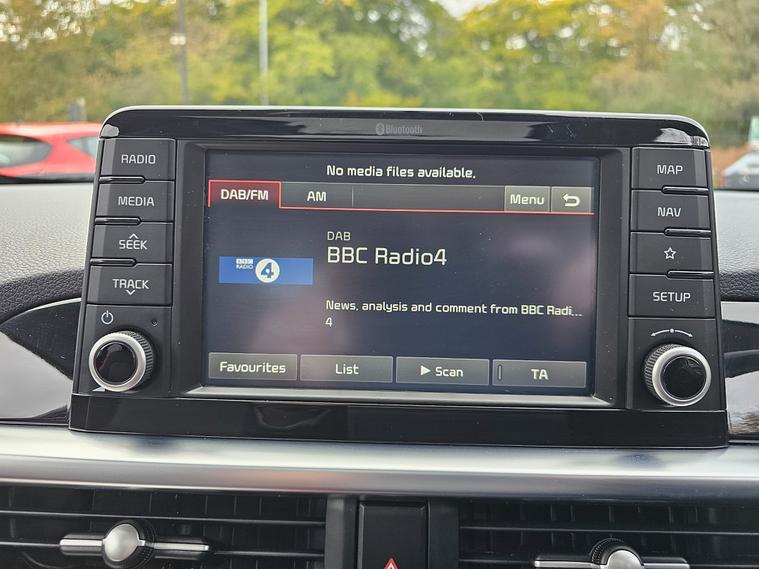 Bluetooth
RADIO
MEDIA
SEEK
TRACK
No media files available.
DAB/FM AM Menu
DAB
BBC Radio4
BBC
RADIO 4
News, analysis and comment from BBC Radi...
4
Favourites List Scan TA
MAP
NAV
SETUP